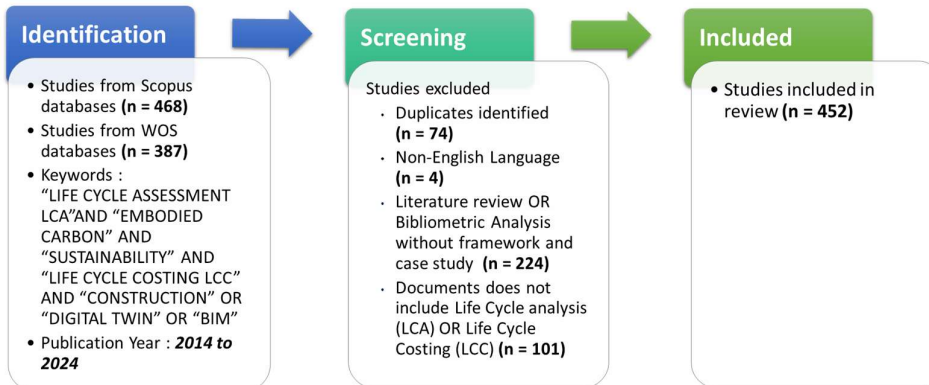 Identification
• Studies from Scopus
databases (n = 468)
• Studies from WOS
databases (n = 387)
• Keywords :
“LIFE CYCLE ASSESSMENT
LCA”AND “EMBODIED
CARBON” AND
“SUSTAINABILITY” AND
“LIFE CYCLE COSTING LCC”
AND “CONSTRUCTION” OR
“DIGITAL TWIN” OR “BIM”
• Publication Year : 2014 to
2024
Screening
Studies excluded
• Duplicates identified
(n = 74)
• Non-English Language
(n = 4)
• Literature review OR
Bibliometric Analysis
without framework and
case study (n = 224)
• Documents does not
include Life Cycle analysis
(LCA) OR Life Cycle
Costing (LCC) (n = 101)
Included
• Studies included in
review (n = 452)